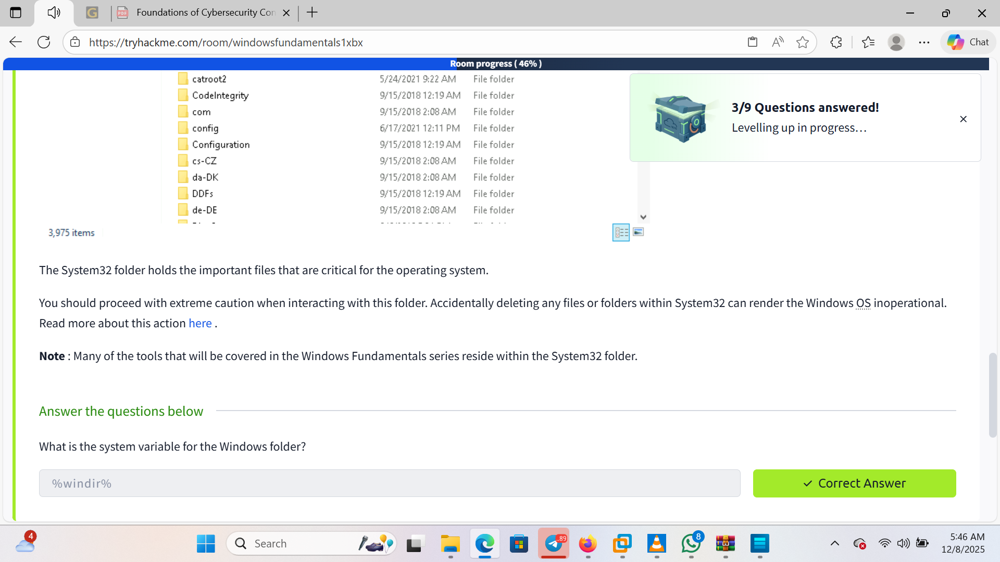 Foundations of Cybersecurity Con
https://tryhackme.com/room/windowsfundamentals1xbx
Chat
Room progress ( 46% )
catroot2 5/24/2021 9:22 AM File folder
CodeIntegrity 9/15/2018 12:19 AM File folder
com 9/15/2018 2:08 AM File folder
config 6/17/2021 12:11 PM File folder
Configuration 9/15/2018 12:19 AM File folder
cs-CZ 9/15/2018 2:08 AM File folder
da-DK 9/15/2018 2:08 AM File folder
DDFs 9/15/2018 12:19 AM File folder
de-DE 9/15/2018 2:08 AM File folder
3/9 Questions answered!
Levelling up in progress...
3,975 items
The System32 folder holds the important files that are critical for the operating system.
You should proceed with extreme caution when interacting with this folder. Accidentally deleting any files or folders within System32 can render the Windows OS inoperational.
Read more about this action here .
Note : Many of the tools that will be covered in the Windows Fundamentals series reside within the System32 folder.
Answer the questions below
What is the system variable for the Windows folder?
%windir%
Correct Answer
4
Search
..89
8
5:46 AM
12/8/2025